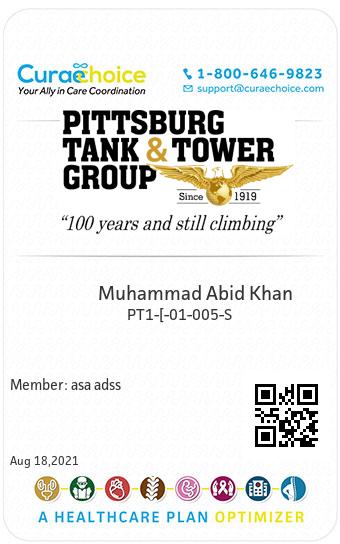 Curaechoice
Your Ally in Care Coordination
1-800-646-9823
support@curaechoice.com
PITTSBURG
TANK & TOWER
GROUP
Since 1919
“100 years and still climbing”
Muhammad Abid Khan
PT1-[-01-005-S
Member: asa adss
Aug 18,2021
A HEALTHCARE PLAN OPTIMIZER